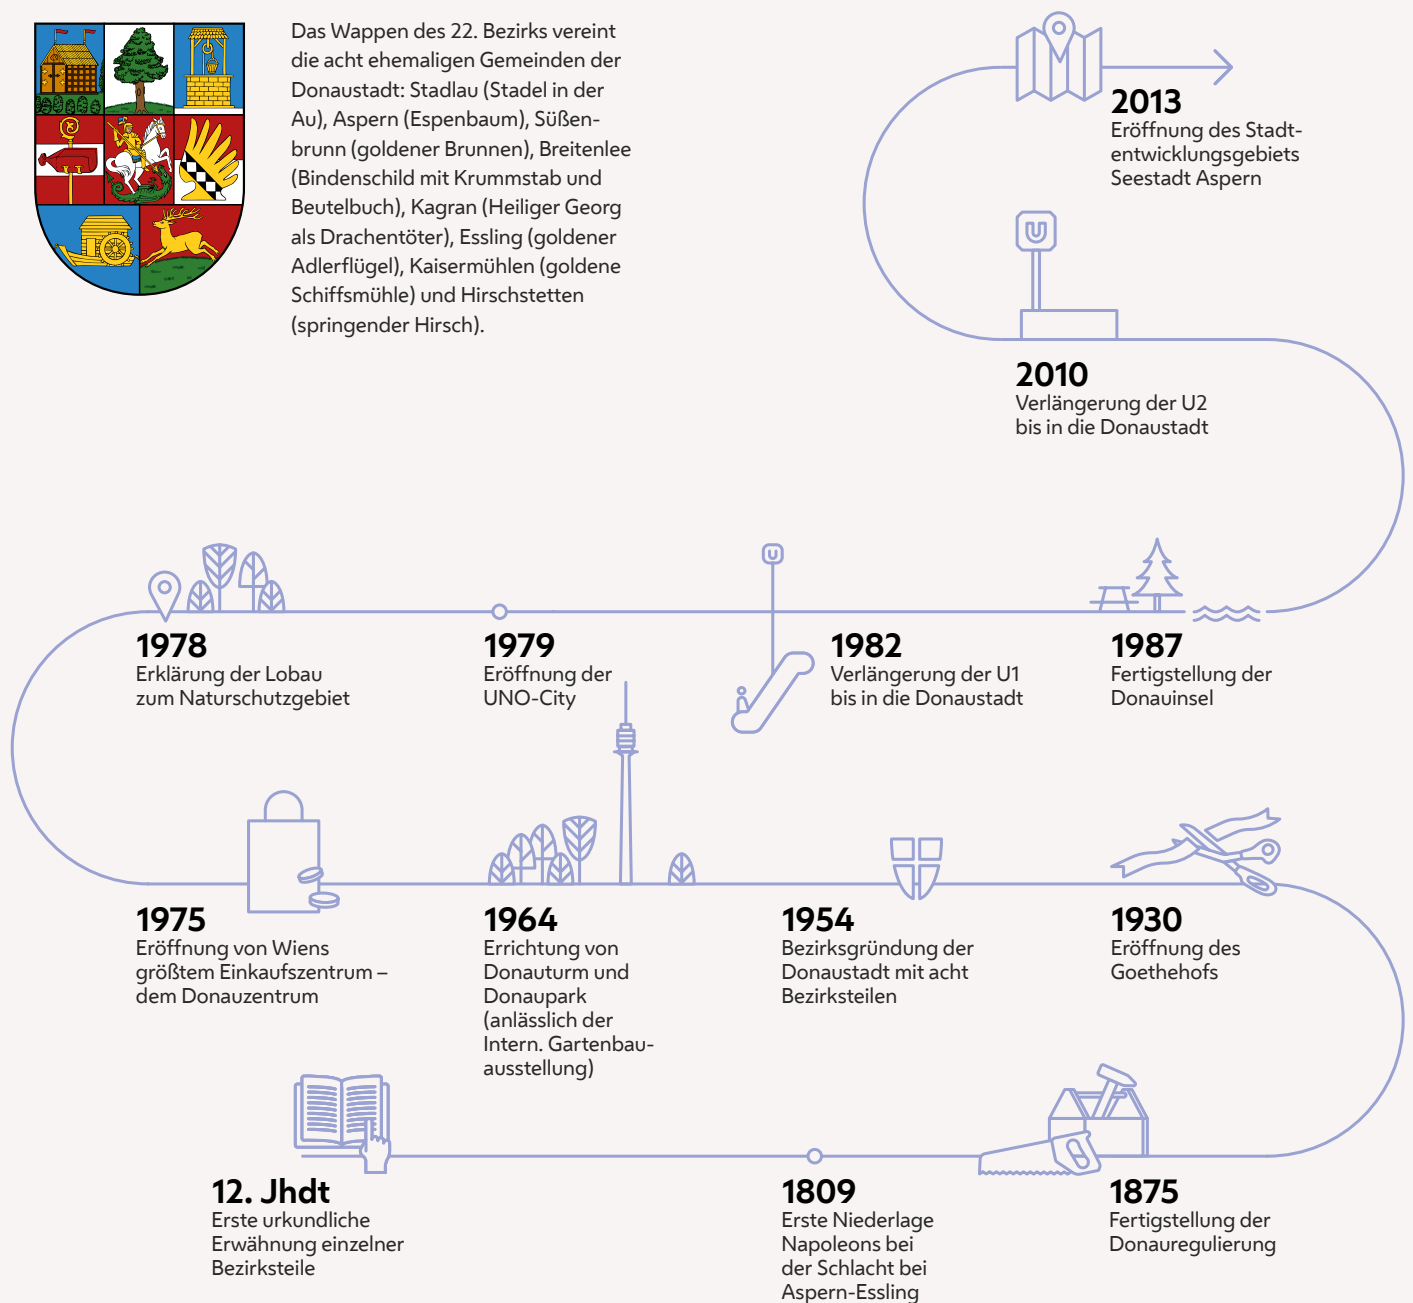 Das Wappen des 22. Bezirks vereint
die acht ehemaligen Gemeinden der
Donaustadt: Stadlau (Stadel in der
Au), Aspern (Espenbaum), Süßen-
brunn (goldener Brunnen), Breitenlee
(Bindenschild mit Krummstab und
Beutelbuch), Kagran (Heiliger Georg
als Drachentöter), Essling (goldener
Adlerflügel), Kaisermühlen (goldene
Schiffsmühle) und Hirschstetten
(springender Hirsch).
2013
Eröffnung des Stadt-
entwicklungsgebiets
Seestadt Aspern
U
2010
Verlängerung der U2
bis in die Donaustadt
1978
Erklärung der Lobau
zum Naturschutzgebiet
1979
Eröffnung der
UNO-City
U
1982
Verlängerung der U1
bis in die Donaustadt
1987
Fertigstellung der
Donauinsel
1975
Eröffnung von Wiens
größtem Einkaufszentrum –
dem Donauzentrum
1964
Errichtung von
Donauturm und
Donaupark
(anlässlich der
Intern. Gartenbau-
ausstellung)
1954
Bezirksgründung der
Donaustadt mit acht
Bezirksteilen
1930
Eröffnung des
Goethehofs
12. Jhdt
Erste urkundliche
Erwähnung einzelner
Bezirksteile
1809
Erste Niederlage
Napoleons bei
der Schlacht bei
Aspern-Essling
1875
Fertigstellung der
Donauregulierung